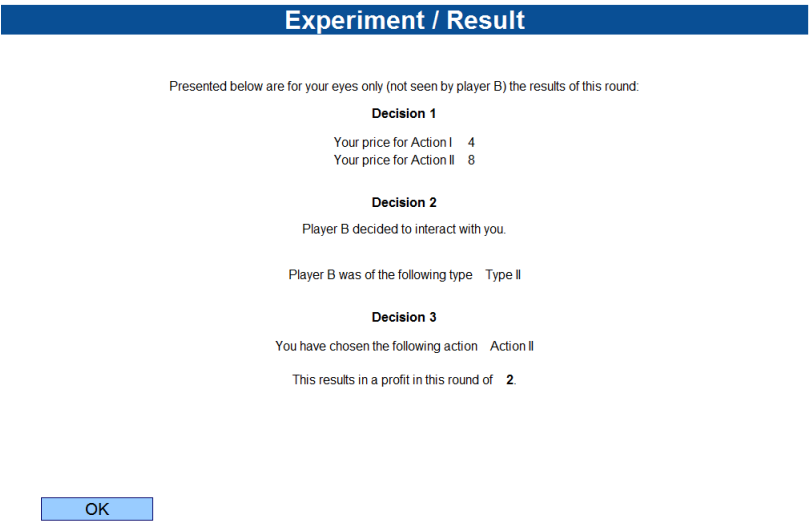 Experiment / Result
Presented below are for your eyes only (not seen by player B) the results of this round:
Decision 1
Your price for Action I 4
Your price for Action II 8
Decision 2
Player B decided to interact with you.
Player B was of the following type Type II
Decision 3
You have chosen the following action Action II
This results in a profit in this round of 2.
OK